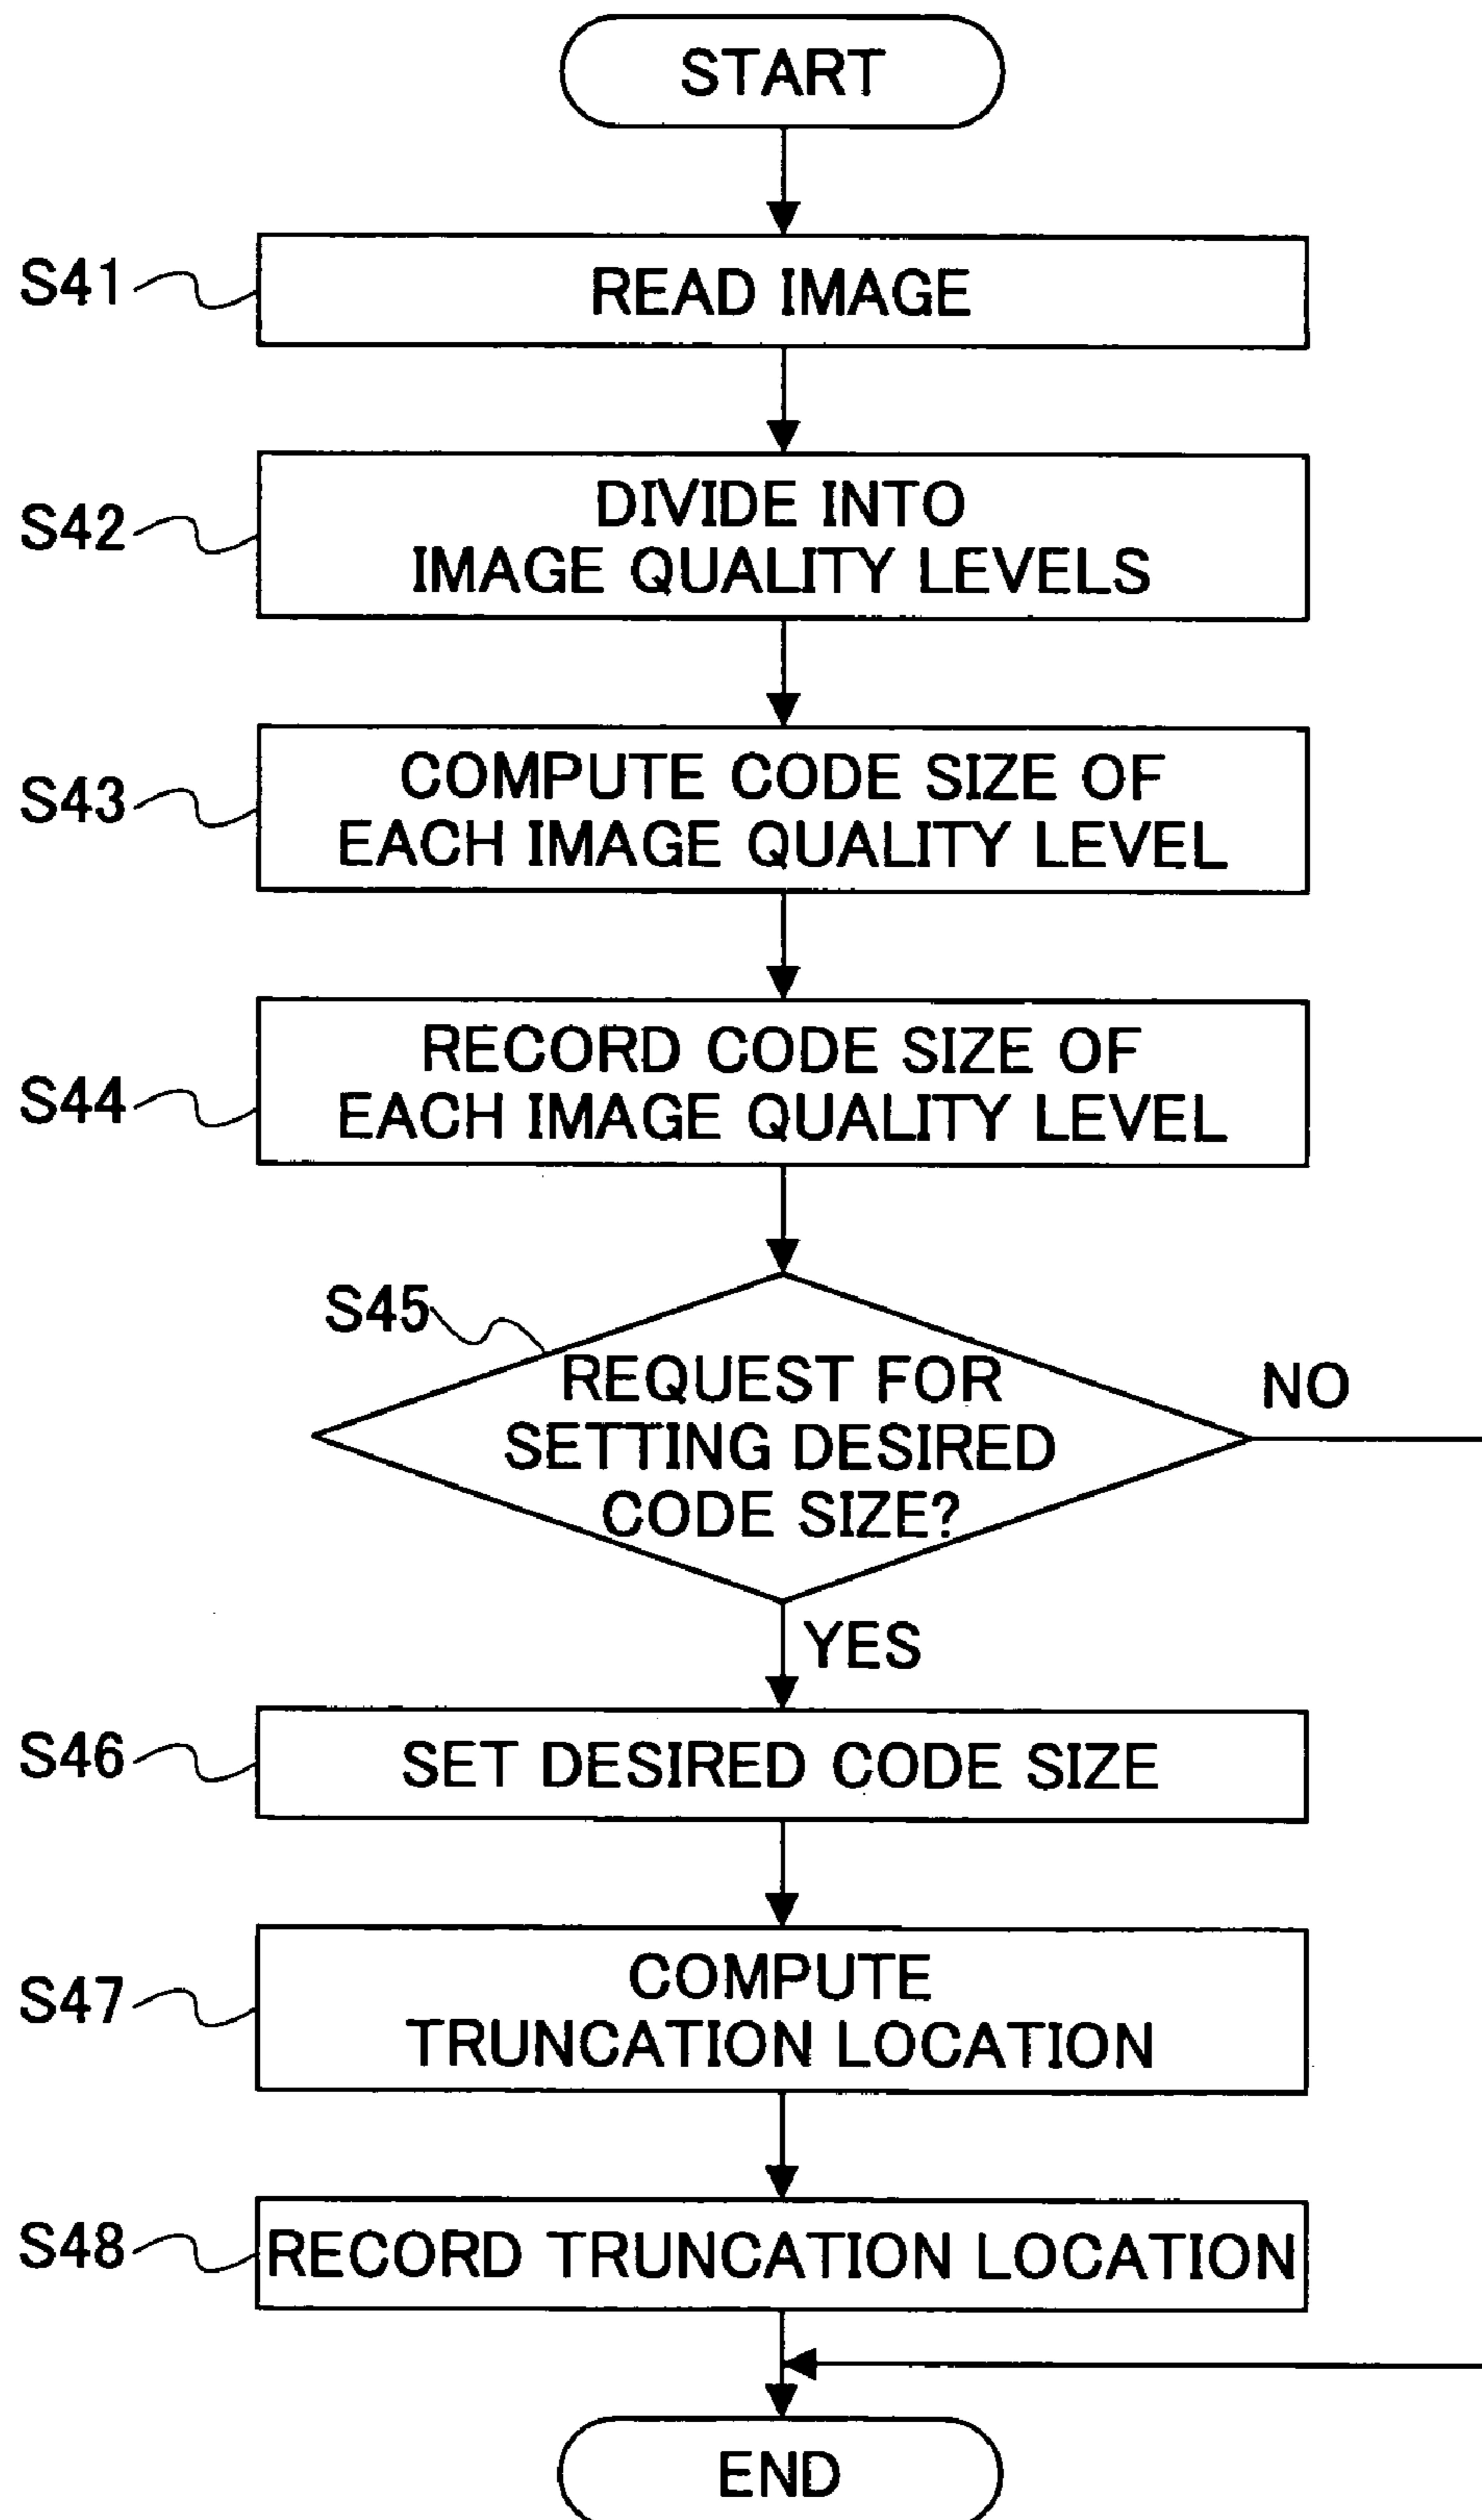 START
S41
READ IMAGE
S42
DIVIDE INTO
IMAGE QUALITY LEVELS
S43
COMPUTE CODE SIZE OF
EACH IMAGE QUALITY LEVEL
S44
RECORD CODE SIZE OF
EACH IMAGE QUALITY LEVEL
S45
REQUEST FOR
SETTING DESIRED
CODE SIZE?
NO
YES
S46
SET DESIRED CODE SIZE
S47
COMPUTE
TRUNCATION LOCATION
S48
RECORD TRUNCATION LOCATION
END